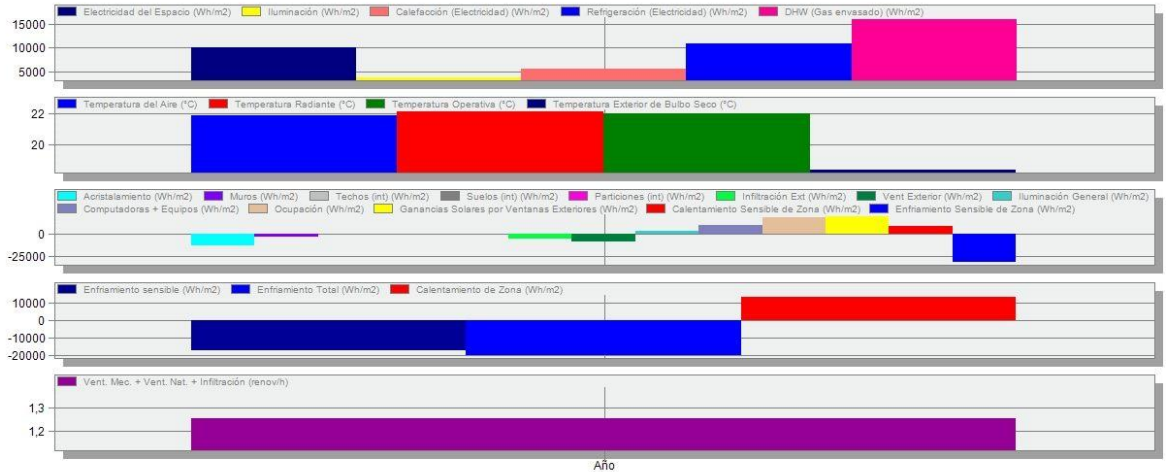 Electricidad del Espacio (Wh/m2) Iluminación (Wh/m2) Calefacción (Electricidad) (Wh/m2) Refrigeración (Electricidad) (Wh/m2) DHW (Gas envasado) (Wh/m2)
15000
10000
5000
Temperatura del Aire (°C) Temperatura Radiante (°C) Temperatura Operativa (°C) Temperatura Exterior de Bulbo Seco (°C)
22
20
Acristalamiento (Wh/m2) Muros (Wh/m2) Techos (int) (Wh/m2) Suelos (int) (Wh/m2) Particiones (int) (Wh/m2) Infiltración Ext (Wh/m2) Vent Exterior (Wh/m2) Iluminación General (Wh/m2)
Computadoras + Equipos (Wh/m2) Ocupación (Wh/m2) Ganancias Solares por Ventanas Exteriores (Wh/m2) Calentamiento Sensible de Zona (Wh/m2) Enfriamiento Sensible de Zona (Wh/m2)
0
-25000
Enfriamiento sensible (Wh/m2) Enfriamiento Total (Wh/m2) Calentamiento de Zona (Wh/m2)
10000
0
-10000
-20000
Vent. Mec. + Vent. Nat. + Infiltración (renov/h)
1,3
1,2
Año